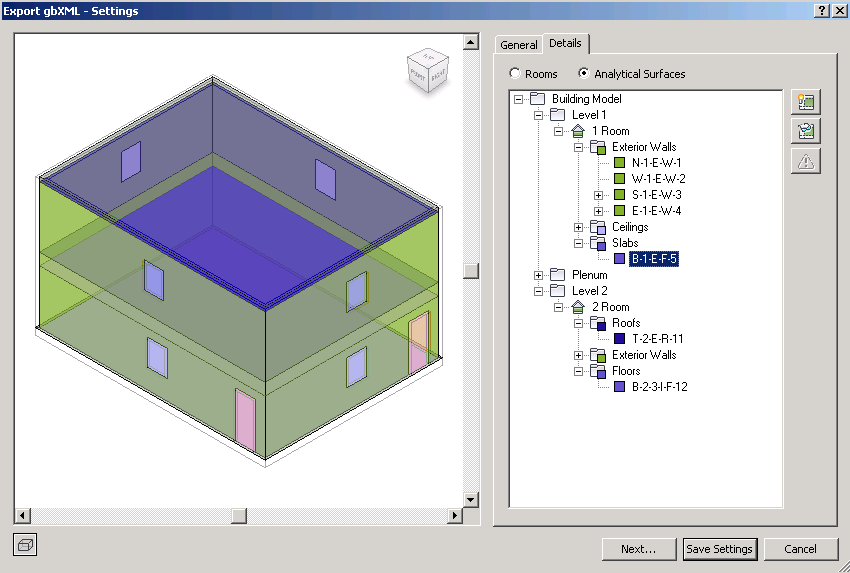 Export gbXML - Settings
General
Details
Rooms
Analytical Surfaces
FRONT
RIGHT
Building Model
Level 1
1 Room
Exterior Walls
N-1-E-W-1
W-1-E-W-2
S-1-E-W-3
E-1-E-W-4
Ceilings
Slabs
B-1-E-F-5
Plenum
Level 2
2 Room
Roofs
T-2-E-R-11
Exterior Walls
Floors
B-2-3-I-F-12
Next...
Save Settings
Cancel